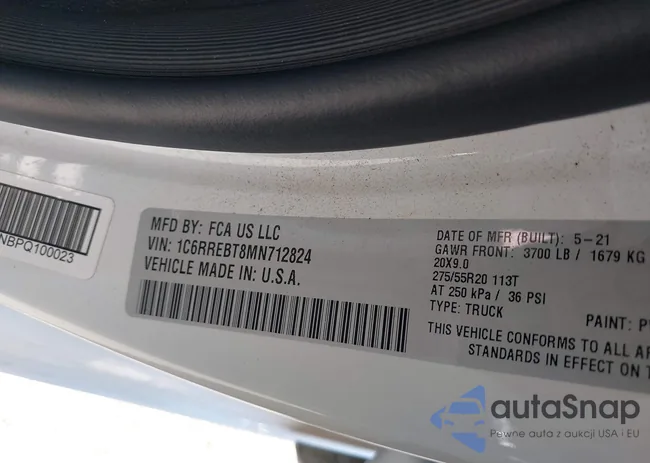 NBPQ100023
MFD BY: FCA US LLC
VIN: 1C6RREBT8MN712824
VEHICLE MADE IN: U.S.A.
DATE OF MFR (BUILT): 5-21
GAWR FRONT: 3700 LB / 1679 KG
20X9.0
275/55R20 113T
AT 250 kPa / 36 PSI
TYPE: TRUCK
PAINT: P
THIS VEHICLE CONFORMS TO ALL AP
STANDARDS IN EFFECT ON T
autaSnap
Pewne auta z aukcji USA i EU